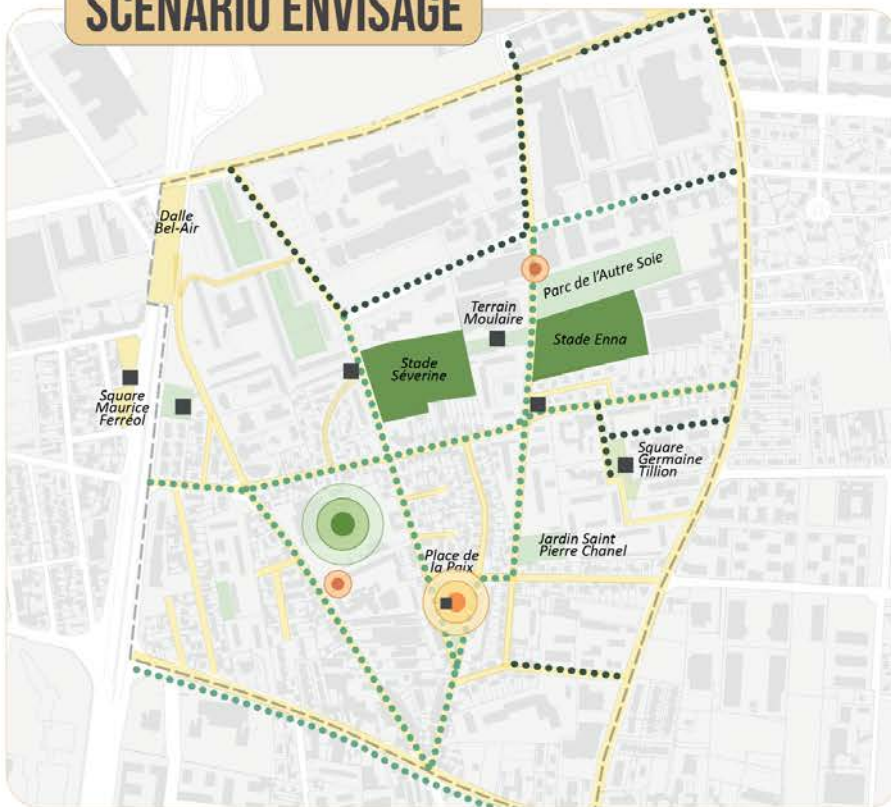 SCENARIO ENVISAGÉ
Dalle
Bel-Air
Parc de l'Autre Soie
Terrain
Moulaire
Stade Enna
Stade
Séverine
Square
Maurice
Ferréol
Square
Germaine
Tillion
Jardin Saint
Pierre Chanel
Place de
la Paix